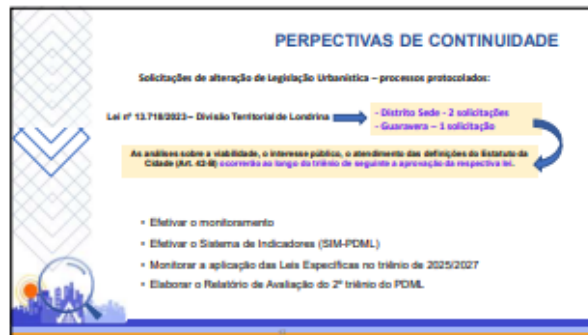 PERPECTIVAS DE CONTINUIDADE
Solicitações de alteração de Legislação Urbanística – processos protocolados:
Lei nº 13.718/2023 – Divisão Territorial de Londrina
- Distrito Sede - 2 solicitações
- Guaravera – 1 solicitação
As análises sobre a viabilidade, o interesse público, o atendimento das definições do Estatuto da
Cidade (Art. 42-B) ocorrerão ao longo do triênio de seguinte a aprovação da respectiva lei.
▪ Efetivar o monitoramento
▪ Efetivar o Sistema de Indicadores (SIM-PDML)
▪ Monitorar a aplicação das Leis Específicas no triênio de 2025/2027
▪ Elaborar o Relatório de Avaliação do 2º triênio do PDML